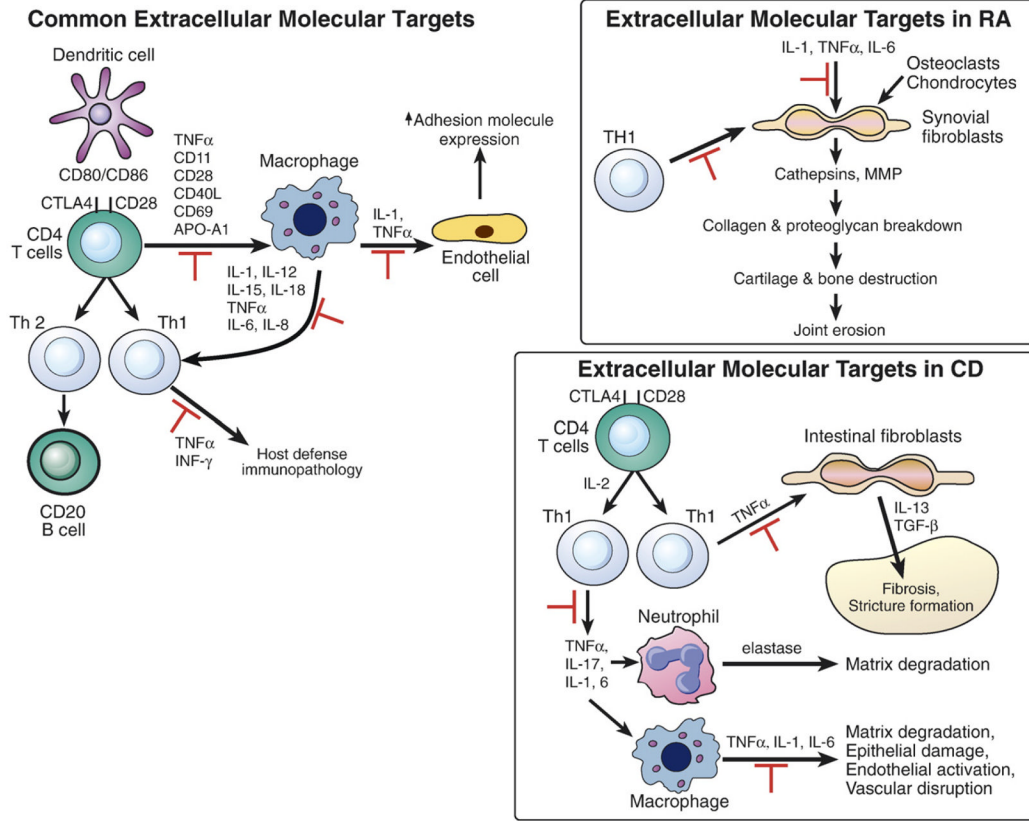 Common Extracellular Molecular Targets
Dendritic cell
CD80/CD86
CTLA4
CD28
CD4
T cells
TNFα
CD11
CD28
CD40L
CD69
APO-A1
Macrophage
IL-1,
TNFα
Adhesion molecule
expression
Endothelial
cell
IL-1, IL-12
IL-15, IL-18
TNFα
IL-6, IL-8
Th 2
Th1
TNFα
INF-γ
Host defense
immunopathology
CD20
B cell
Extracellular Molecular Targets in RA
IL-1, TNFα, IL-6
Osteoclasts
Chondrocytes
Synovial
fibroblasts
TH1
Cathepsins, MMP
Collagen & proteoglycan breakdown
Cartilage & bone destruction
Joint erosion
Extracellular Molecular Targets in CD
CTLA4
CD28
CD4
T cells
IL-2
Th1
Th1
TNFα
Intestinal fibroblasts
IL-13
TGF-β
Fibrosis,
Stricture formation
TNFα,
IL-17,
IL-1, 6
Neutrophil
elastase
Matrix degradation
Macrophage
TNFα, IL-1, IL-6
Matrix degradation,
Epithelial damage,
Endothelial activation,
Vascular disruption